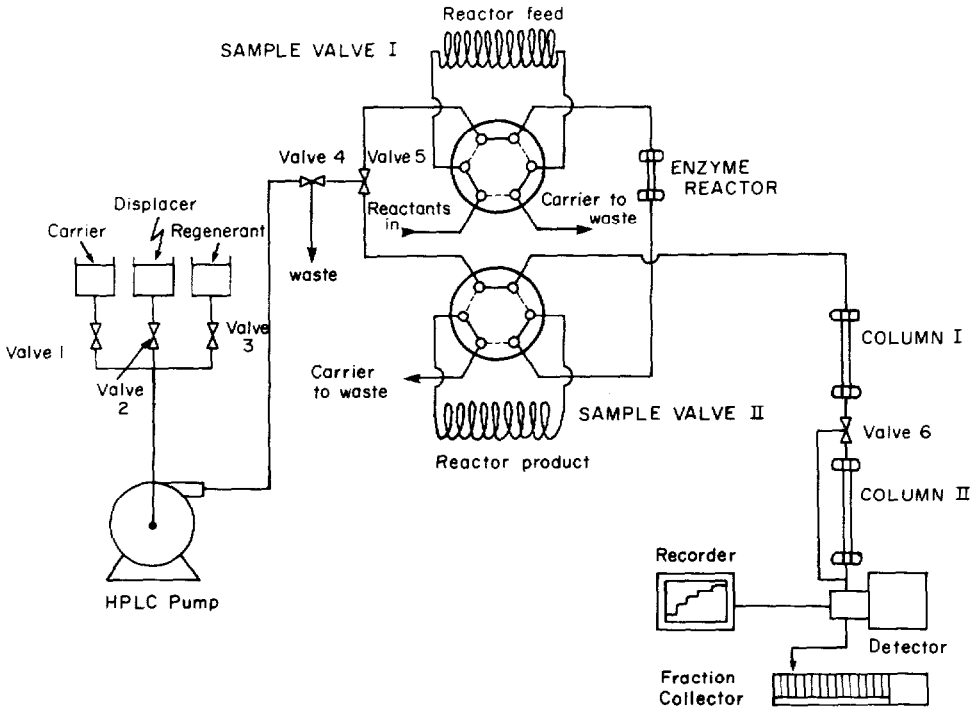 Reactor feed
SAMPLE VALVE I
Valve 4
Valve 5
ENZYME
REACTOR
Displacer
Carrier
Regenerant
Reactants
in
Carrier to
waste
waste
Valve 1
Valve
2
Valve
3
Carrier
to waste
SAMPLE VALVE II
Reactor product
COLUMN I
Valve 6
COLUMN II
Recorder
HPLC Pump
Detector
Fraction
Collector